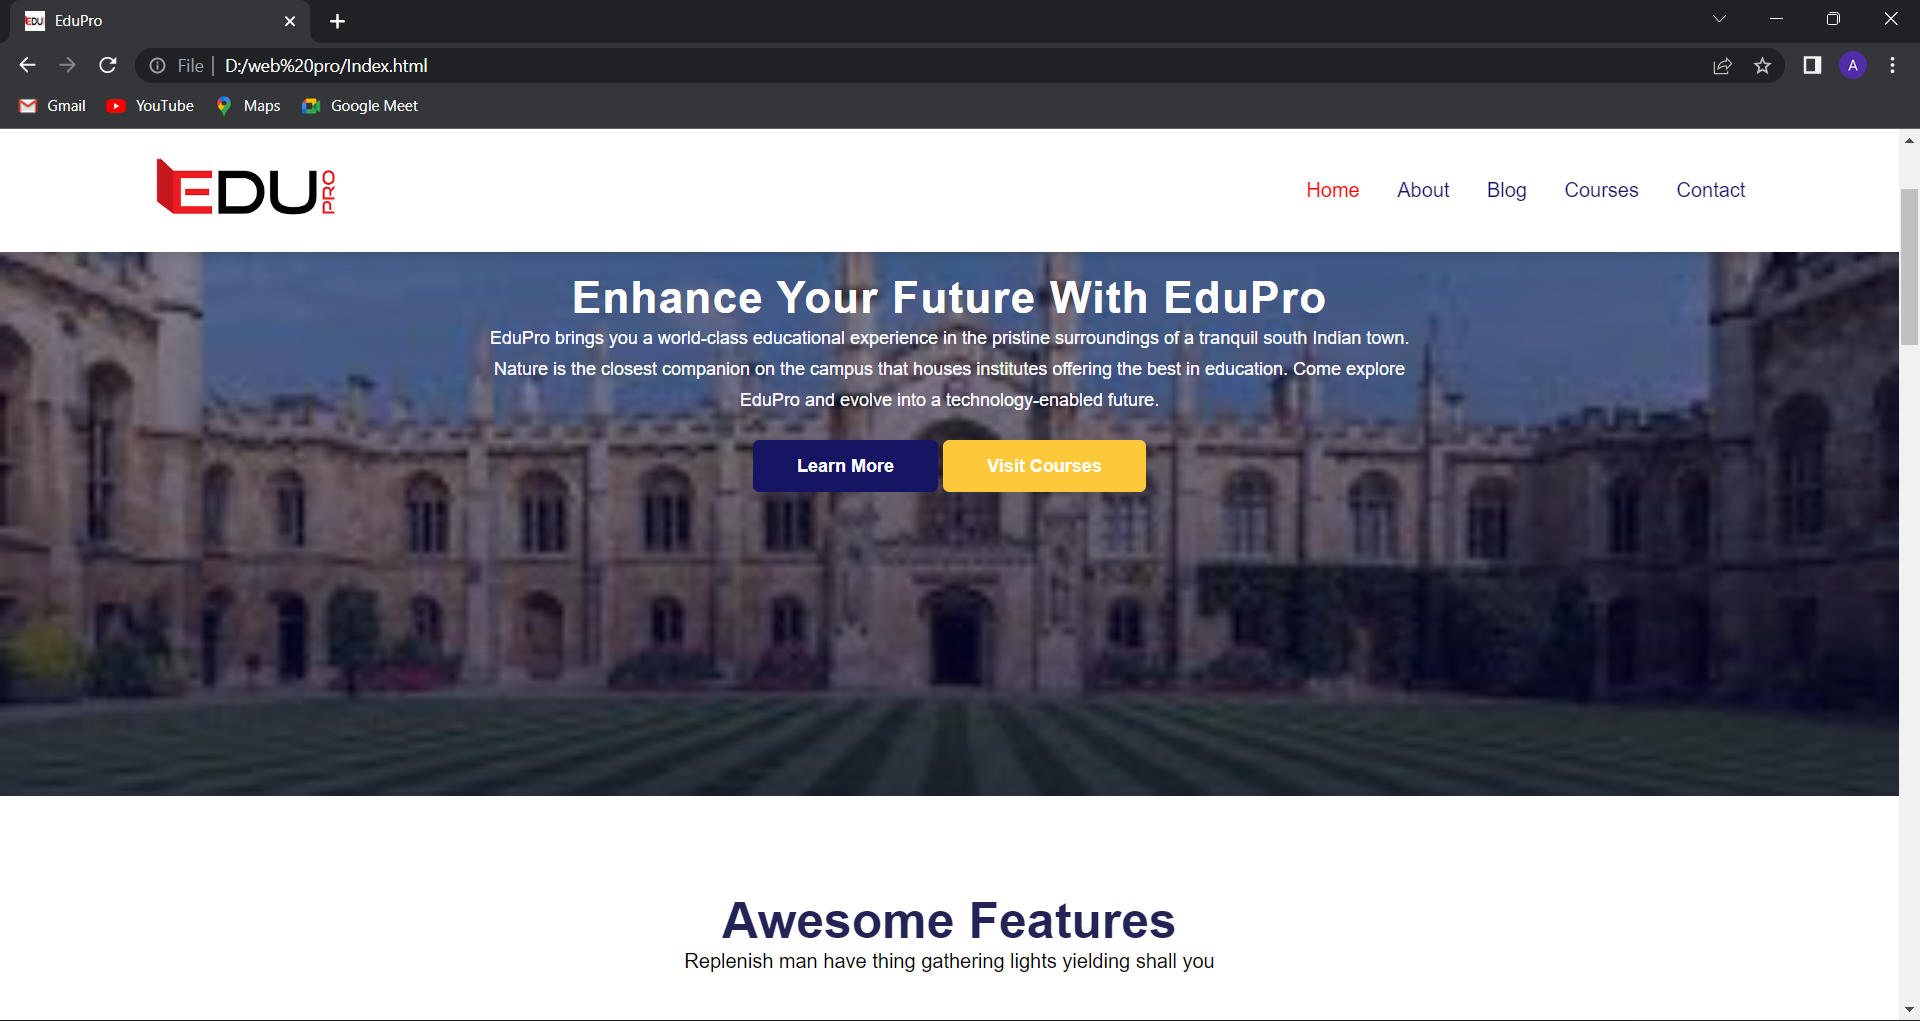 EDU EduPro
File D:/web%20pro/Index.html
A
Gmail YouTube Maps Google Meet
EDU PRO
Home About Blog Courses Contact
Enhance Your Future With EduPro
EduPro brings you a world-class educational experience in the pristine surroundings of a tranquil south Indian town.
Nature is the closest companion on the campus that houses institutes offering the best in education. Come explore
EduPro and evolve into a technology-enabled future.
Learn More Visit Courses
Awesome Features
Replenish man have thing gathering lights yielding shall you